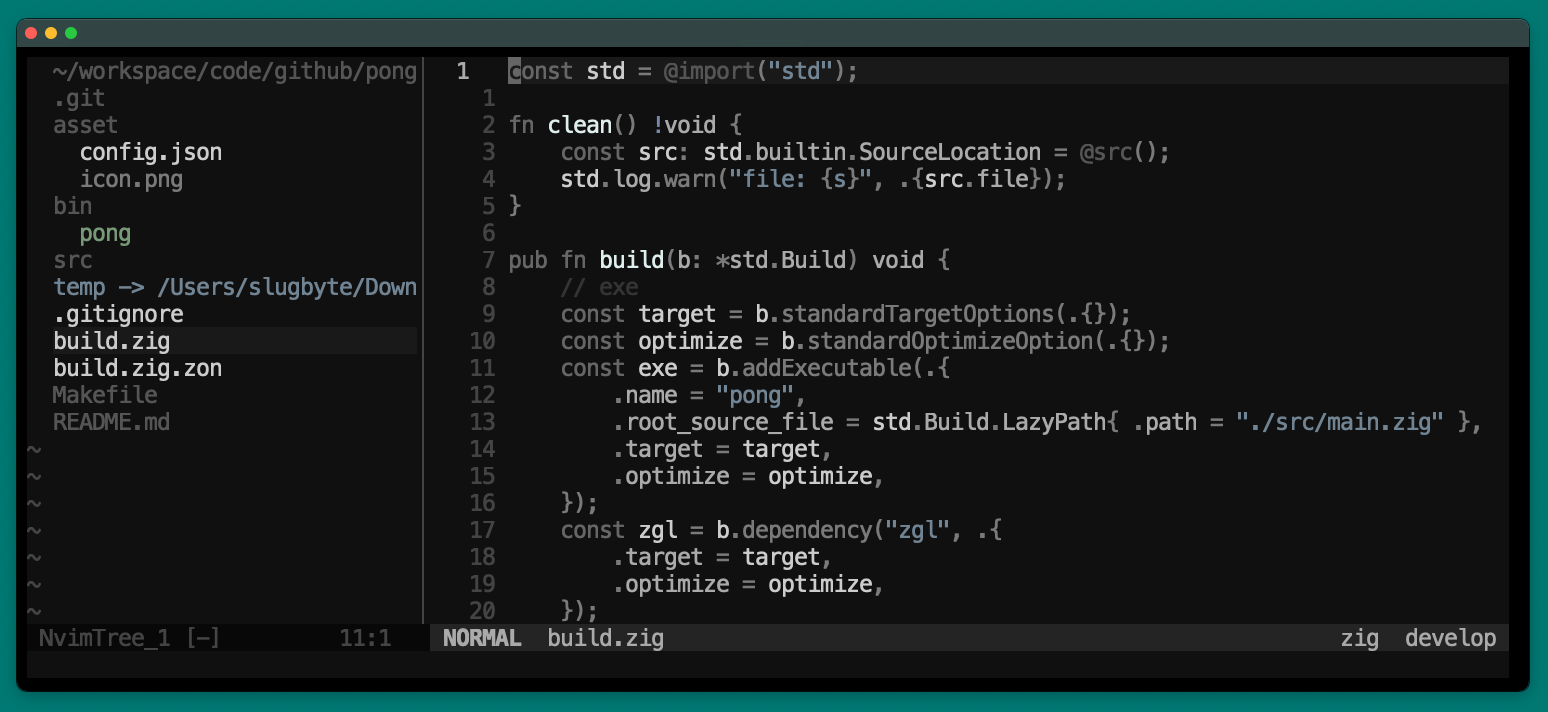 ~/workspace/code/github/pong
.git
asset
config.json
icon.png
bin
pong
src
temp -> /Users/slugbyte/Down
.gitignore
build.zig
build.zig.zon
Makefile
README.md
~
~
~
~
~
~
~
NvimTree_1 [-] 11:1
1 const std = @import("std");
1
2 fn clean() !void {
3     const src: std.builtin.SourceLocation = @src();
4     std.log.warn("file: {s}", .{src.file});
5 }
6
7 pub fn build(b: *std.Build) void {
8     // exe
9     const target = b.standardTargetOptions(.{});
10     const optimize = b.standardOptimizeOption(.{});
11     const exe = b.addExecutable(.{
12         .name = "pong",
13         .root_source_file = std.Build.LazyPath{ .path = "./src/main.zig" },
14         .target = target,
15         .optimize = optimize,
16     });
17     const zgl = b.dependency("zgl", .{
18         .target = target,
19         .optimize = optimize,
20     });
NORMAL build.zig zig develop